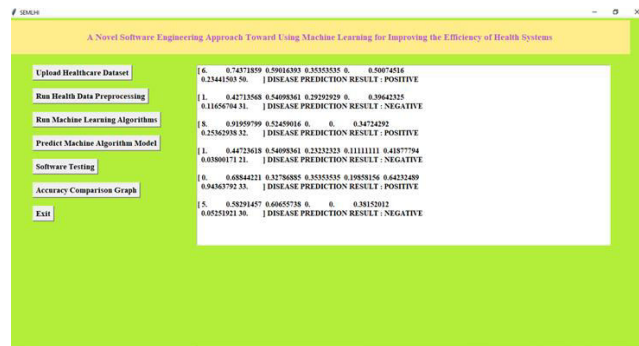 SEMLHI
A Novel Software Engineering Approach Toward Using Machine Learning for Improving the Efficiency of Health Systems
Upload Healthcare Dataset
Run Health Data Preprocessing
Run Machine Learning Algorithms
Predict Machine Algorithm Model
Software Testing
Accuracy Comparison Graph
Exit
[ 6. 0.74371859 0.59016393 0.35353535 0. 0.50074516
0.23441503 50. ] DISEASE PREDICTION RESULT : POSITIVE
[ 1. 0.42713568 0.54098361 0.29292929 0. 0.39642325
0.11656704 31. ] DISEASE PREDICTION RESULT : NEGATIVE
[ 8. 0.91959799 0.52459016 0. 0. 0.34724292
0.25362938 32. ] DISEASE PREDICTION RESULT : POSITIVE
[ 1. 0.44723618 0.54098361 0.23232323 0.11111111 0.41877794
0.03800171 21. ] DISEASE PREDICTION RESULT : NEGATIVE
[ 0. 0.68844221 0.32786885 0.35353535 0.19858156 0.64232489
0.94363792 33. ] DISEASE PREDICTION RESULT : POSITIVE
[ 5. 0.58291457 0.60655738 0. 0. 0.38152012
0.05251921 30. ] DISEASE PREDICTION RESULT : NEGATIVE